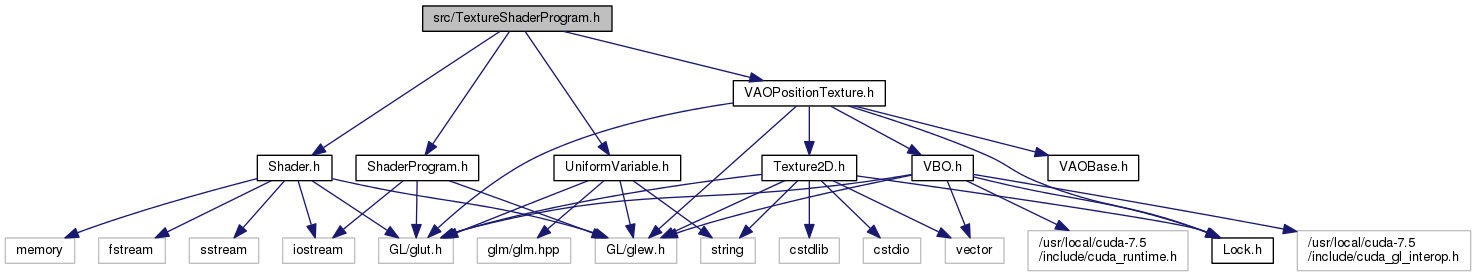 src/TextureShaderProgram.h
VAOPositionTexture.h
Shader.h
ShaderProgram.h
UniformVariable.h
Texture2D.h
VBO.h
VAOBase.h
memory
fstream
sstream
iostream
GL/glut.h
glm/glm.hpp
GL/glew.h
string
cstdlib
cstdio
vector
/usr/local/cuda-7.5
/include/cuda_runtime.h
Lock.h
/usr/local/cuda-7.5
/include/cuda_gl_interop.h